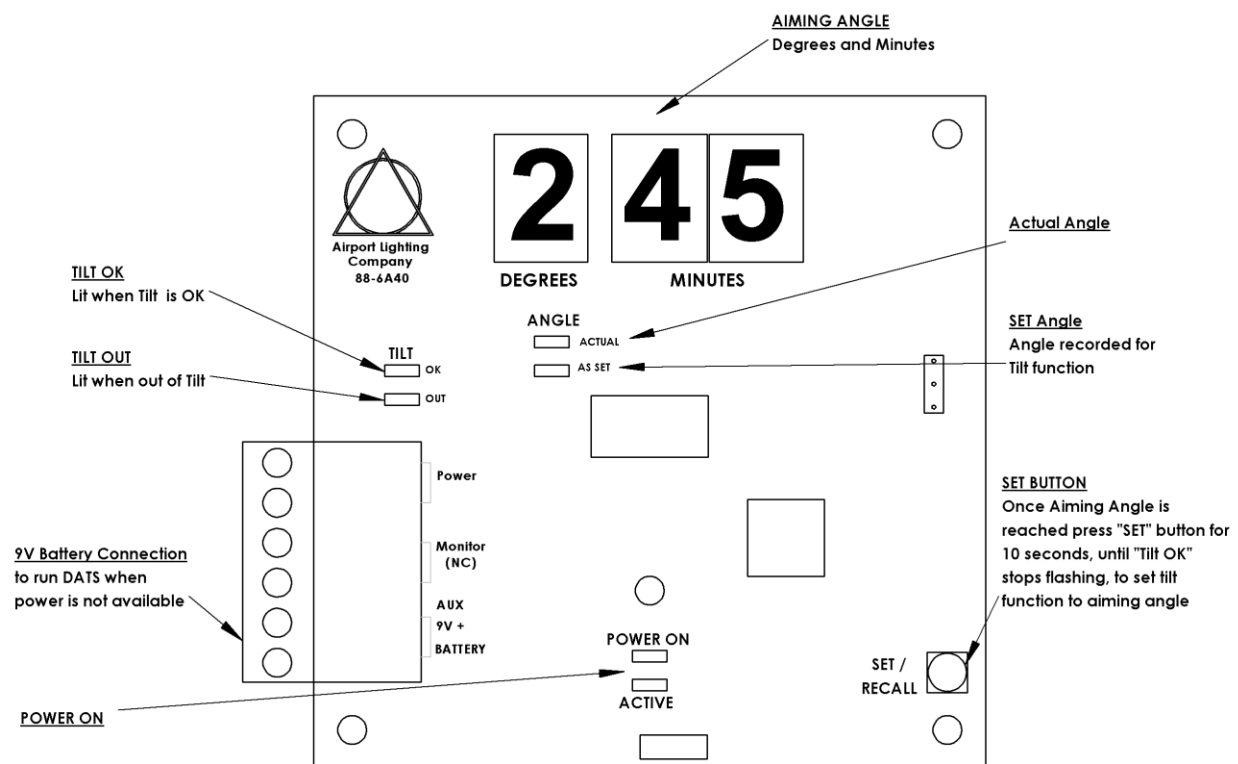 AIMING ANGLE
Degrees and Minutes
2 45
DEGREES MINUTES
Airport Lighting
Company
88-6A40
Actual Angle
TILT OK
Lit when Tilt is OK
TILT OUT
Lit when out of Tilt
TILT
OK
OUT
ANGLE
ACTUAL
AS SET
SET Angle
Angle recorded for
Tilt function
Power
Monitor
(NC)
AUX
9V +
BATTERY
9V Battery Connection
to run DATS when
power is not available
SET BUTTON
Once Aiming Angle is
reached press "SET" button for
10 seconds, until "Tilt OK"
stops flashing, to set tilt
function to aiming angle
POWER ON
ACTIVE
SET /
RECALL
POWER ON